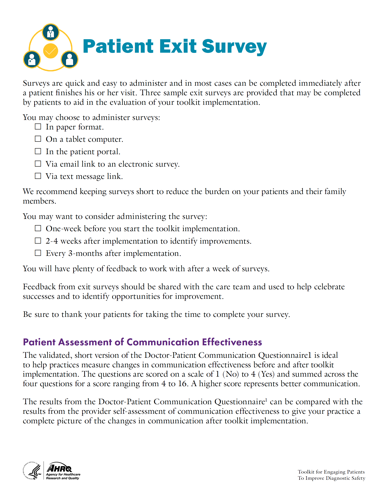 Patient Exit Survey
Surveys are quick and easy to administer and in most cases can be completed immediately after
a patient finishes his or her visit. Three sample exit surveys are provided that may be completed
by patients to aid in the evaluation of your toolkit implementation.
You may choose to administer surveys:
☐ In paper format.
☐ On a tablet computer.
☐ In the patient portal.
☐ Via email link to an electronic survey.
☐ Via text message link.
We recommend keeping surveys short to reduce the burden on your patients and their family
members.
You may want to consider administering the survey:
☐ One-week before you start the toolkit implementation.
☐ 2-4 weeks after implementation to identify improvements.
☐ Every 3-months after implementation.
You will have plenty of feedback to work with after a week of surveys.
Feedback from exit surveys should be shared with the care team and used to help celebrate
successes and to identify opportunities for improvement.
Be sure to thank your patients for taking the time to complete your survey.
Patient Assessment of Communication Effectiveness
The validated, short version of the Doctor-Patient Communication Questionnaire1 is ideal
to help practices measure changes in communication effectiveness before and after toolkit
implementation. The questions are scored on a scale of 1 (No) to 4 (Yes) and summed across the
four questions for a score ranging from 4 to 16. A higher score represents better communication.
The results from the Doctor-Patient Communication Questionnaire¹ can be compared with the
results from the provider self-assessment of communication effectiveness to give your practice a
complete picture of the changes in communication after toolkit implementation.
AHRQ
Agency for Healthcare
Research and Quality
Toolkit for Engaging Patients
To Improve Diagnostic Safety